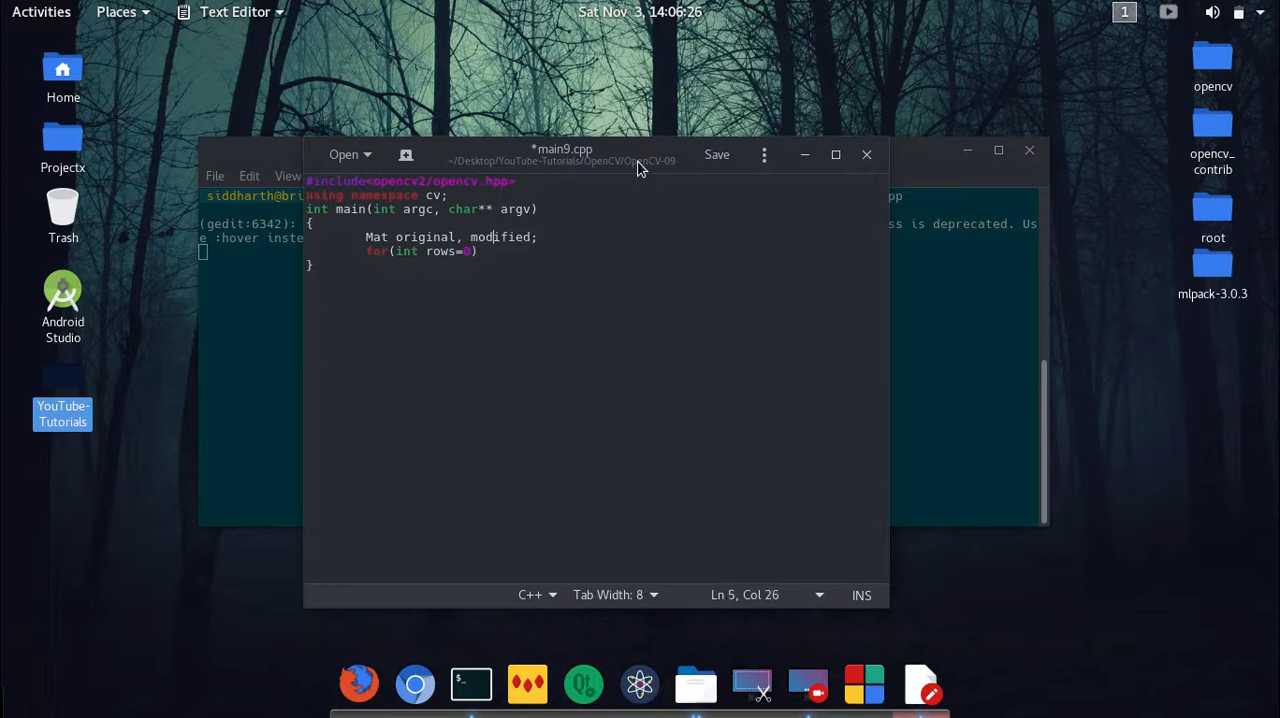 Activities Places Text Editor Sat Nov 3, 14:06:26 1
Home
Projectx
Trash
Android
Studio
YouTube-
Tutorials
opencv
opencv_
contrib
root
mlpack-3.0.3
File Edit View
siddharth@bri
pp
(gedit:6342):
ss is deprecated. Us
e :hover inste
Open *main9.cpp Save
~/Desktop/YouTube-Tutorials/OpenCV/OpenCV-09
#include<opencv2/opencv.hpp>
using namespace cv;
int main(int argc, char** argv)
{
Mat original, modified;
for(int rows=0)
}
C++ Tab Width: 8 Ln 5, Col 26 INS
$_
Qt